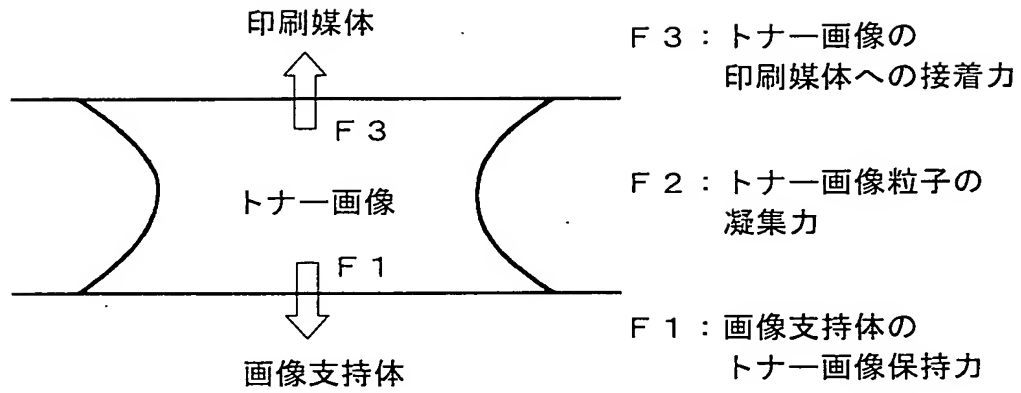 印刷媒体
F3
トナー画像
F1
画像支持体
F3:トナー画像の
印刷媒体への接着力
F2:トナー画像粒子の
凝集力
F1:画像支持体の
トナー画像保持力